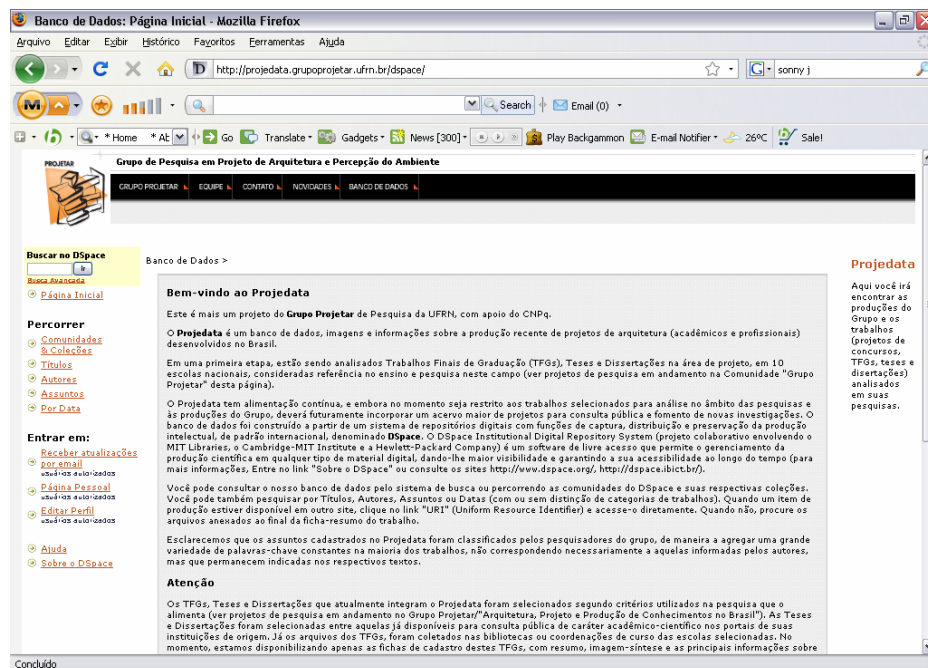 Banco de Dados: Página Inicial - Mozilla Firefox
Arquivo Editar Exibir Histórico Favoritos Ferramentas Ajuda
http://projedata.grupoprojetar.ufrn.br/dspace/
sonny j
Search Email (0)
* Home * Ab Go Translate News [300] Gadgets Play Backgammon E-mail Notifier 26ºC Sale!
PROJETAR
Grupo de Pesquisa em Projeto de Arquitetura e Percepção do Ambiente
GRUPO PROJETAR EQUIPE CONTATO NOVIDADES BANCO DE DADOS
Buscar no DSpace
Ir
Busca Avançada
Página Inicial
Percorrer
Comunidades
& Coleções
Títulos
Autores
Assuntos
Por Data
Entrar em:
Receber atualizações
por email
usuários autorizados
Página Pessoal
usuários autorizados
Editar Perfil
usuários autorizados
Ajuda
Sobre o DSpace
Banco de Dados >
Bem-vindo ao Projedata
Este é mais um projeto do Grupo Projetar de Pesquisa da UFRN, com apoio do CNPq.
O Projedata é um banco de dados, imagens e informações sobre a produção recente de projetos de arquitetura (acadêmicos e profissionais)
desenvolvidos no Brasil.
Em uma primeira etapa, estão sendo analisados Trabalhos Finais de Graduação (TFGs), Teses e Dissertações na área de projeto, em 10
escolas nacionais, consideradas referência no ensino e pesquisa neste campo (ver projetos de pesquisa em andamento na Comunidade "Grupo
Projetar" desta página).
O Projedata tem alimentação contínua, e embora no momento seja restrito aos trabalhos selecionados para análise no âmbito das pesquisas e
às produções do Grupo, deverá futuramente incorporar um acervo maior de projetos para consulta pública e fomento de novas investigações. O
banco de dados foi construído a partir de um sistema de repositórios digitais com funções de captura, distribuição e preservação da produção
intelectual, de padrão internacional, denominado DSpace. O DSpace Institutional Digital Repository System (projeto colaborativo envolvendo o
MIT Libraries, o Cambridge-MIT Institute e a Hewlett-Packard Company) é um software de livre acesso que permite o gerenciamento da
produção científica em qualquer tipo de material digital, dando-lhe maior visibilidade e garantindo a sua acessibilidade ao longo do tempo (para
mais informações, Entre no link "Sobre o DSpace" ou consulte os sites http://www.dspace.org/, http://dspace.ibict.br/).
Você pode consultar o nosso banco de dados pelo sistema de busca ou percorrendo as comunidades do DSpace e suas respectivas coleções.
Você pode também pesquisar por Títulos, Autores, Assuntos ou Datas (com ou sem distinção de categorias de trabalhos). Quando um item de
produção estiver disponível em outro site, clique no link "URI" (Uniform Resource Identifier) e acesse-o diretamente. Quando não, procure os
arquivos anexados ao final da ficha-resumo do trabalho.
Esclarecemos que os assuntos cadastrados no Projedata foram classificados pelos pesquisadores do grupo, de maneira a agregar uma grande
variedade de palavras-chave constantes na maioria dos trabalhos, não correspondendo necessariamente a aquelas informadas pelos autores,
mas que permanecem indicadas nos respectivos textos.
Atenção
Os TFGs, Teses e Dissertações que atualmente integram o Projedata foram selecionados segundo critérios utilizados na pesquisa que o
alimenta (ver projetos de pesquisa em andamento no Grupo Projetar/"Arquitetura, Projeto e Produção de Conhecimentos no Brasil"). As Teses
e Dissertações foram selecionadas entre aquelas já disponíveis para consulta pública de caráter acadêmico-científico nos portais de suas
instituições de origem. Já os arquivos dos TFGs, foram coletados nas bibliotecas ou coordenações de curso das escolas selecionadas. No
momento, estamos disponibilizando apenas as fichas de cadastro destes TFGs, com resumo, imagem-síntese e as principais informações sobre
Projedata
Aqui você irá
encontrar as
produções do
Grupo e os
trabalhos
(projetos de
concursos,
TFGs, teses e
disertações)
analisados
em suas
pesquisas.
Concluído